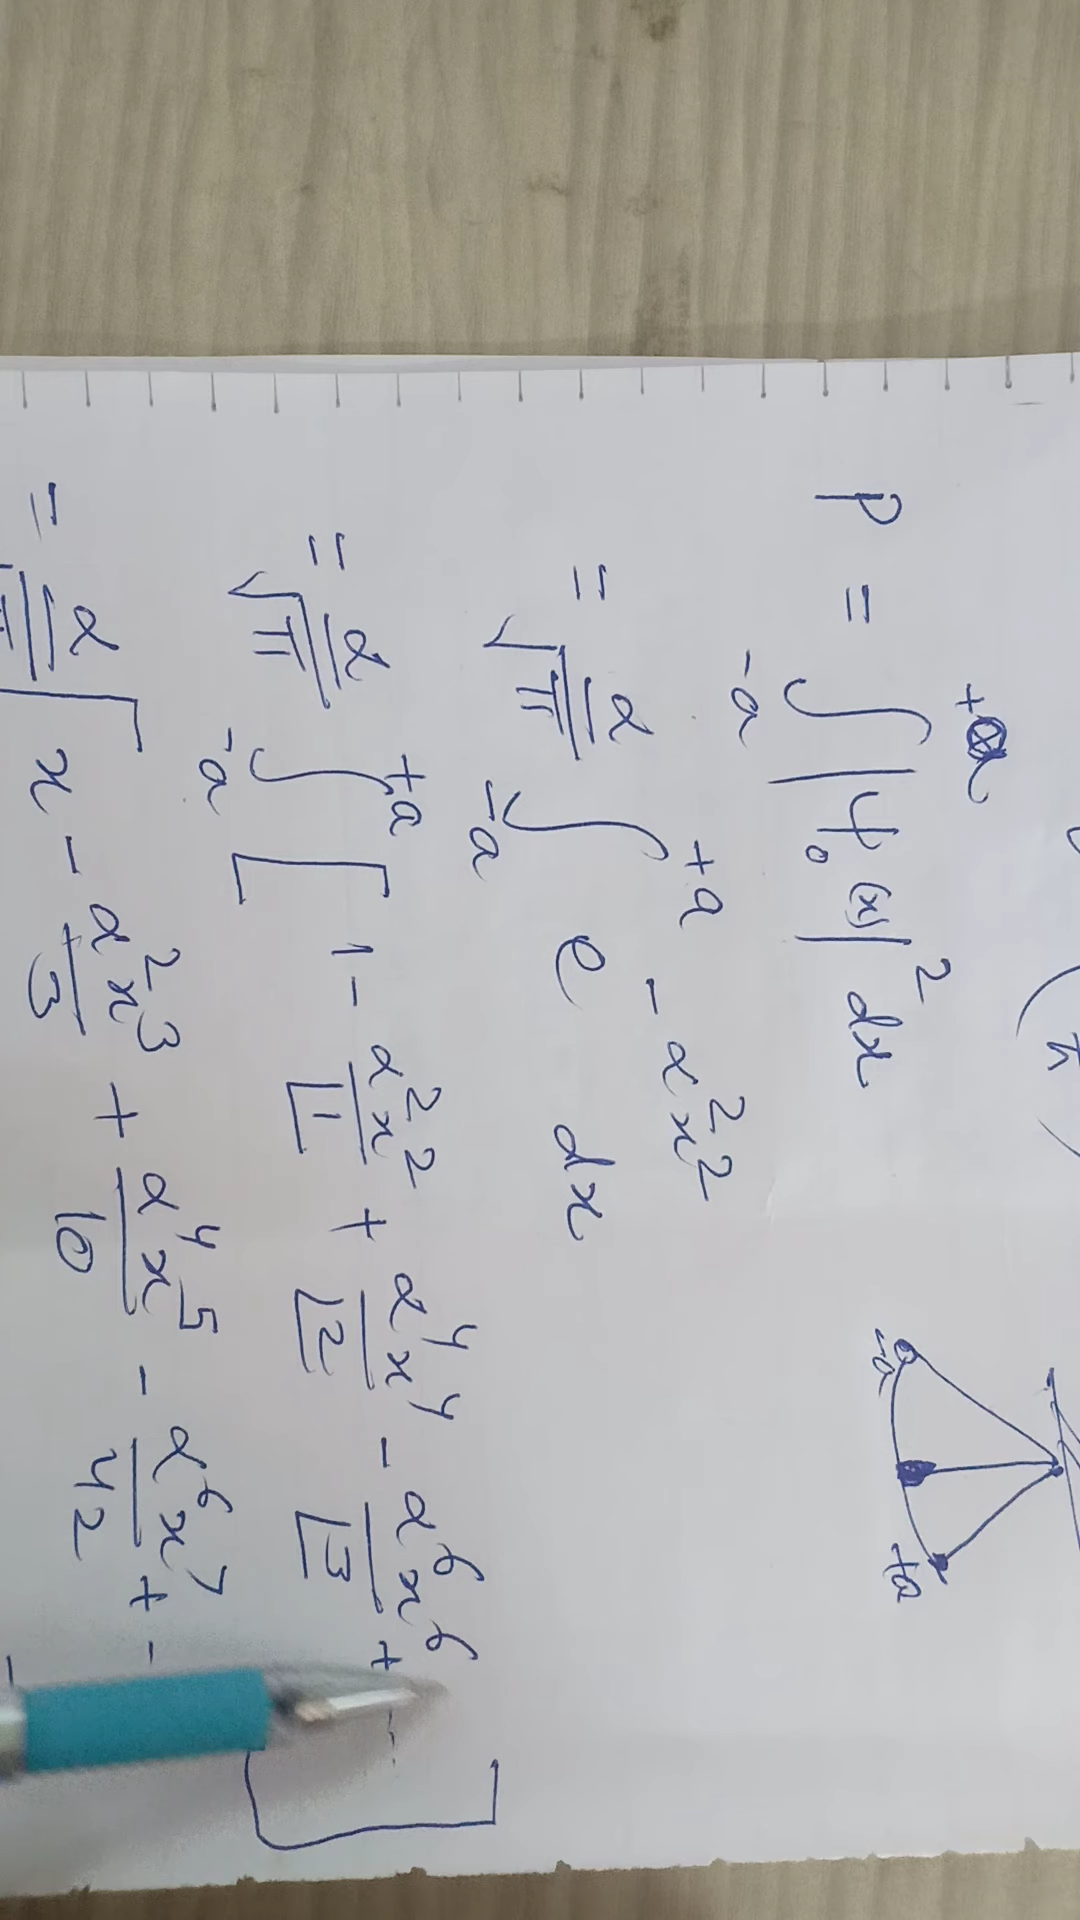 P = ∫_{-a}^{+a} |ψ₀(x)|² dx
-a +a
= α/√π ∫_{-a}^{+a} e^{-α²x²} dx
= α/√π ∫_{-a}^{+a} [1 - α²x²/⌊1 + α⁴x⁴/⌊2 - α⁶x⁶/⌊3 + - - ]
= α/√π [x - α²x³/3 + α⁴x⁵/10 - α⁶x⁷/42 + -